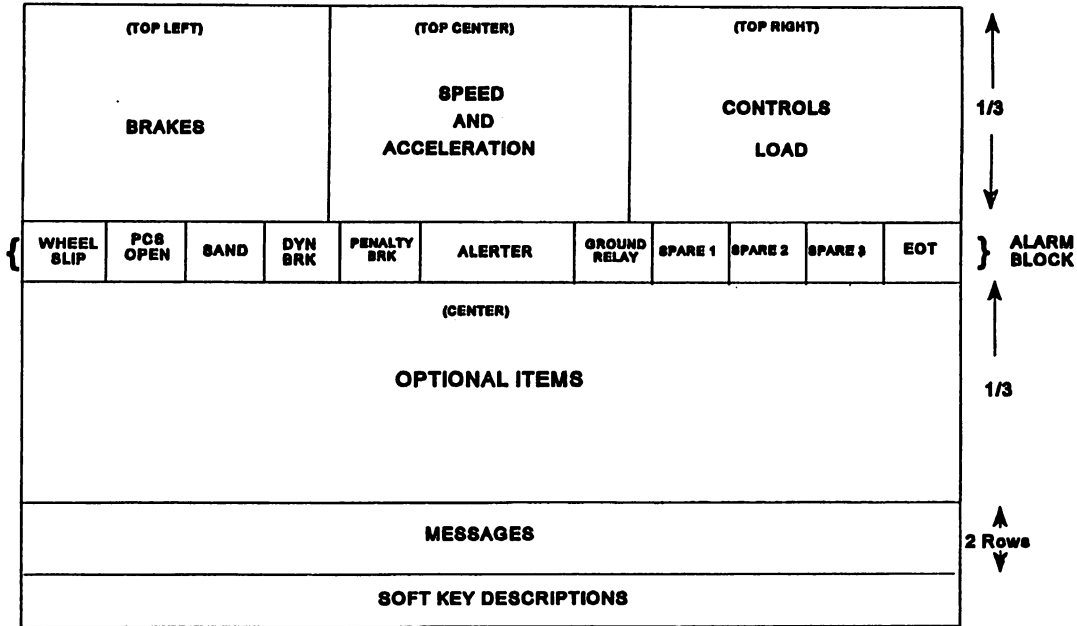 (TOP LEFT)
BRAKES
(TOP CENTER)
SPEED
AND
ACCELERATION
(TOP RIGHT)
CONTROLS
LOAD
1/3
{
WHEEL
SLIP
PCS
OPEN
SAND
DYN
BRK
PENALTY
BRK
ALERTER
GROUND
RELAY
SPARE 1
SPARE 2
SPARE 3
EOT
}
ALARM
BLOCK
(CENTER)
OPTIONAL ITEMS
1/3
MESSAGES
2 Rows
SOFT KEY DESCRIPTIONS